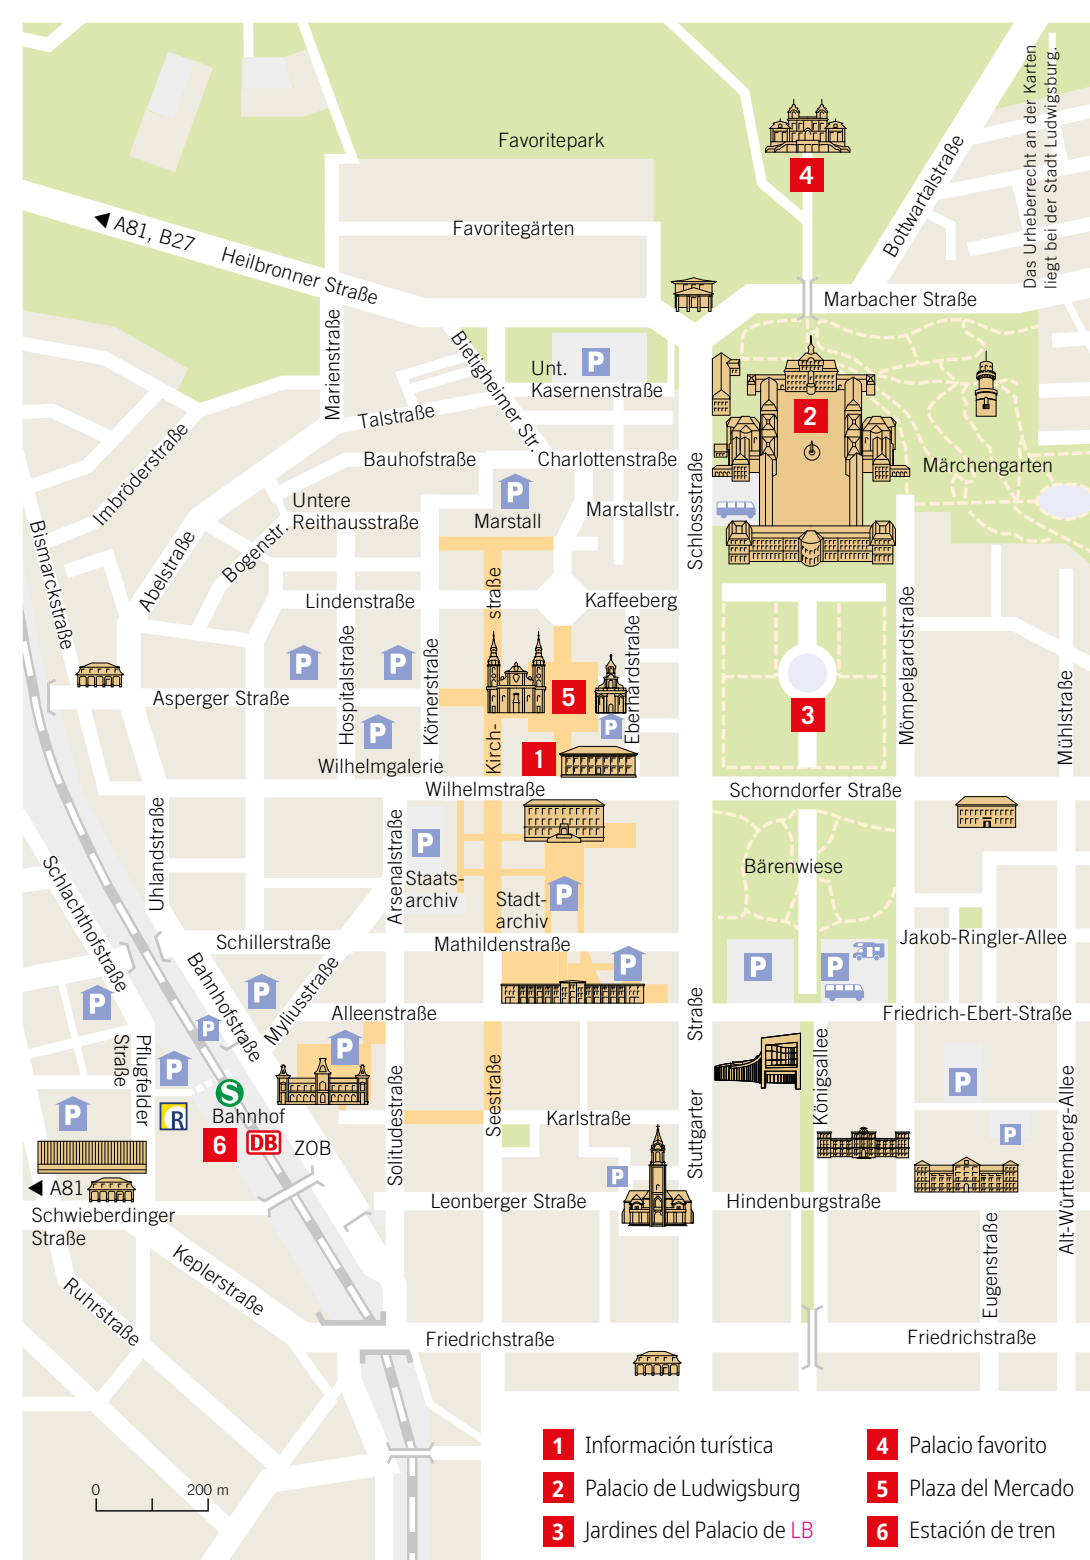 Das Urheberrecht an der Karten
liegt bei der Stadt Ludwigsburg.
Favoritepark
4
Bottwartalstraße
A81, B27
Favoritegärten
Heilbronner Straße
Marbacher Straße
Marienstraße
Bietigheimer Str.
Unt.
Kasernenstraße
P
2
Talstraße
Imbröderstraße
Bauhofstraße
Charlottenstraße
Schlossstraße
Märchengarten
P
Marstall
Untere
Reithausstraße
Marstallstr.
Bogenstr.
Abelstraße
Bismarckstraße
Lindenstraße
straße
Kaffeeberg
Mömpelgardstraße
Hospitalstraße
Körnerstraße
Eberhardstraße
P
P
Asperger Straße
5
3
Mühlstraße
P
P
Kirch-
1
Wilhelmgalerie
Wilhelmstraße
Schorndorfer Straße
Uhlandstraße
Arsenalstraße
P
Staats-
archiv
Stadt-
archiv
P
Bärenwiese
Schlachthofstraße
Schillerstraße
Mathildenstraße
Jakob-Ringler-Allee
Bahnhofstraße
Myliusstraße
P
P
P
P
P
Alleenstraße
Straße
Friedrich-Ebert-Straße
P
P
P
Pflugfelder
Straße
Solitudestraße
Seestraße
Königsallee
P
Alt-Württemberg-Allee
S
P
R
Bahnhof
6
DB
ZOB
Karlstraße
Stuttgarter
P
P
A81
Schwieberdinger
Straße
Leonberger Straße
Hindenburgstraße
Keplerstraße
Ruhrstraße
Eugenstraße
Friedrichstraße
Friedrichstraße
0
200 m
1 Información turística
2 Palacio de Ludwigsburg
3 Jardines del Palacio de LB
4 Palacio favorito
5 Plaza del Mercado
6 Estación de tren